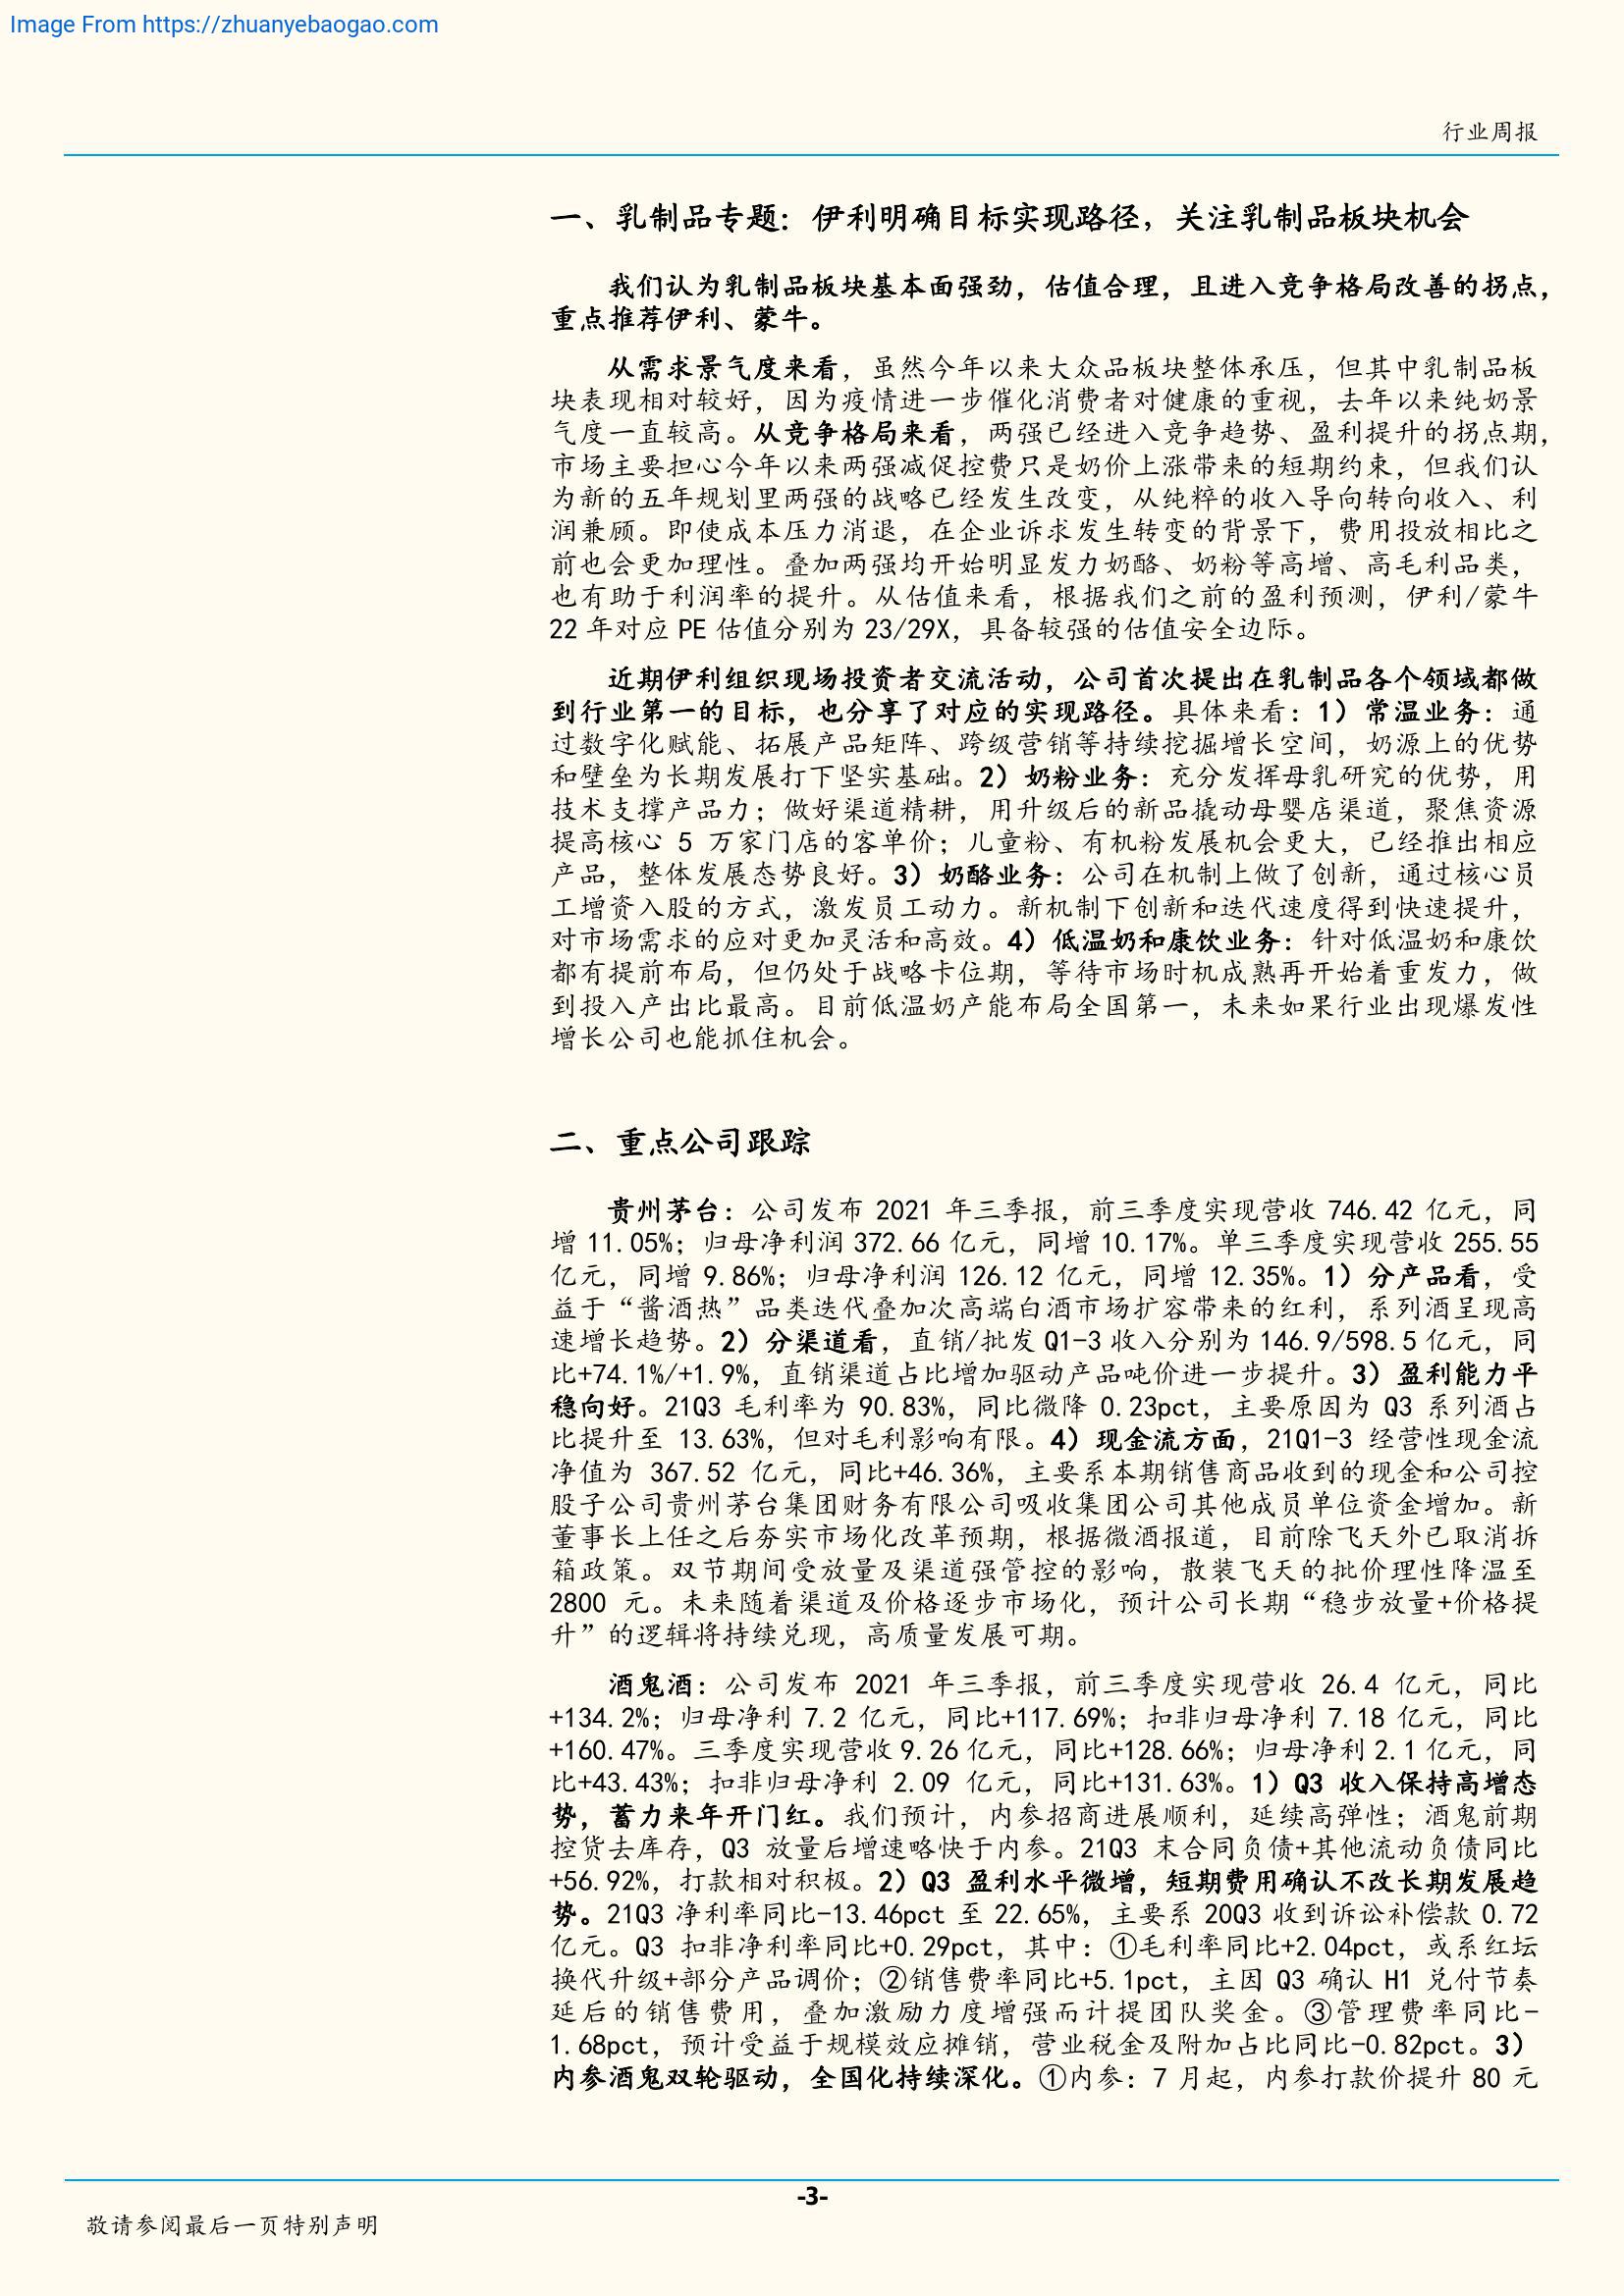 Image From https://zhuanyebaogao.com
行业周报
一、乳制品专题：伊利明确目标实现路径，关注乳制品板块机会
我们认为乳制品板块基本面强劲，估值合理，且进入竞争格局改善的拐点，
重点推荐伊利、蒙牛。
从需求景气度来看，虽然今年以来大众品板块整体承压，但其中乳制品板
块表现相对较好，因为疫情进一步催化消费者对健康的重视，去年以来纯奶景
气度一直较高。从竞争格局来看，两强已经进入竞争趋势、盈利提升的拐点期，
市场主要担心今年以来两强减促控费只是奶价上涨带来的短期约束，但我们认
为新的五年规划里两强的战略已经发生改变，从纯粹的收入导向转向收入、利
润兼顾。即使成本压力消退，在企业诉求发生转变的背景下，费用投放相比之
前也会更加理性。叠加两强均开始明显发力奶酪、奶粉等高增、高毛利品类，
也有助于利润率的提升。从估值来看，根据我们之前的盈利预测，伊利/蒙牛
22 年对应 PE 估值分别为 23/29X，具备较强的估值安全边际。
近期伊利组织现场投资者交流活动，公司首次提出在乳制品各个领域都做
到行业第一的目标，也分享了对应的实现路径。具体来看：1）常温业务：通
过数字化赋能、拓展产品矩阵、跨级营销等持续挖掘增长空间，奶源上的优势
和壁垒为长期发展打下坚实基础。2）奶粉业务：充分发挥母乳研究的优势，用
技术支撑产品力；做好渠道精耕，用升级后的新品撬动母婴店渠道，聚焦资源
提高核心 5 万家门店的客单价；儿童粉、有机粉发展机会更大，已经推出相应
产品，整体发展态势良好。3）奶酪业务：公司在机制上做了创新，通过核心员
工增资入股的方式，激发员工动力。新机制下创新和迭代速度得到快速提升，
对市场需求的应对更加灵活和高效。4）低温奶和康饮业务：针对低温奶和康饮
都有提前布局，但仍处于战略卡位期，等待市场时机成熟再开始着重发力，做
到投入产出比最高。目前低温奶产能布局全国第一，未来如果行业出现爆发性
增长公司也能抓住机会。
二、重点公司跟踪
贵州茅台：公司发布 2021 年三季报，前三季度实现营收 746.42 亿元，同
增 11.05%；归母净利润 372.66 亿元，同增 10.17%。单三季度实现营收 255.55
亿元，同增 9.86%；归母净利润 126.12 亿元，同增 12.35%。1）分产品看，受
益于“酱酒热”品类迭代叠加次高端白酒市场扩容带来的红利，系列酒呈现高
速增长趋势。2）分渠道看，直销/批发 Q1-3 收入分别为 146.9/598.5 亿元，同
比+74.1%/+1.9%，直销渠道占比增加驱动产品吨价进一步提升。3）盈利能力平
稳向好。21Q3 毛利率为 90.83%，同比微降 0.23pct，主要原因为 Q3 系列酒占
比提升至 13.63%，但对毛利影响有限。4）现金流方面，21Q1-3 经营性现金流
净值为 367.52 亿元，同比+46.36%，主要系本期销售商品收到的现金和公司控
股子公司贵州茅台集团财务有限公司吸收集团公司其他成员单位资金增加。新
董事长上任之后夯实市场化改革预期，根据微酒报道，目前除飞天外已取消拆
箱政策。双节期间受放量及渠道强管控的影响，散装飞天的批价理性降温至
2800 元。未来随着渠道及价格逐步市场化，预计公司长期“稳步放量+价格提
升”的逻辑将持续兑现，高质量发展可期。
酒鬼酒：公司发布 2021 年三季报，前三季度实现营收 26.4 亿元，同比
+134.2%；归母净利 7.2 亿元，同比+117.69%；扣非归母净利 7.18 亿元，同比
+160.47%。三季度实现营收 9.26 亿元，同比+128.66%；归母净利 2.1 亿元，同
比+43.43%；扣非归母净利 2.09 亿元，同比+131.63%。1）Q3 收入保持高增态
势，蓄力来年开门红。我们预计，内参招商进展顺利，延续高弹性；酒鬼前期
控货去库存，Q3 放量后增速略快于内参。21Q3 末合同负债+其他流动负债同比
+56.92%，打款相对积极。2）Q3 盈利水平微增，短期费用确认不改长期发展趋
势。21Q3 净利率同比-13.46pct 至 22.65%，主要系 20Q3 收到诉讼补偿款 0.72
亿元。Q3 扣非净利率同比+0.29pct，其中：①毛利率同比+2.04pct，或系红坛
换代升级+部分产品调价；②销售费率同比+5.1pct，主因 Q3 确认 H1 兑付节奏
延后的销售费用，叠加激励力度增强而计提团队奖金。③管理费率同比-
1.68pct，预计受益于规模效应摊销，营业税金及附加占比同比-0.82pct。3）
内参酒鬼双轮驱动，全国化持续深化。①内参：7 月起，内参打款价提升 80 元
-3-
敬请参阅最后一页特别声明